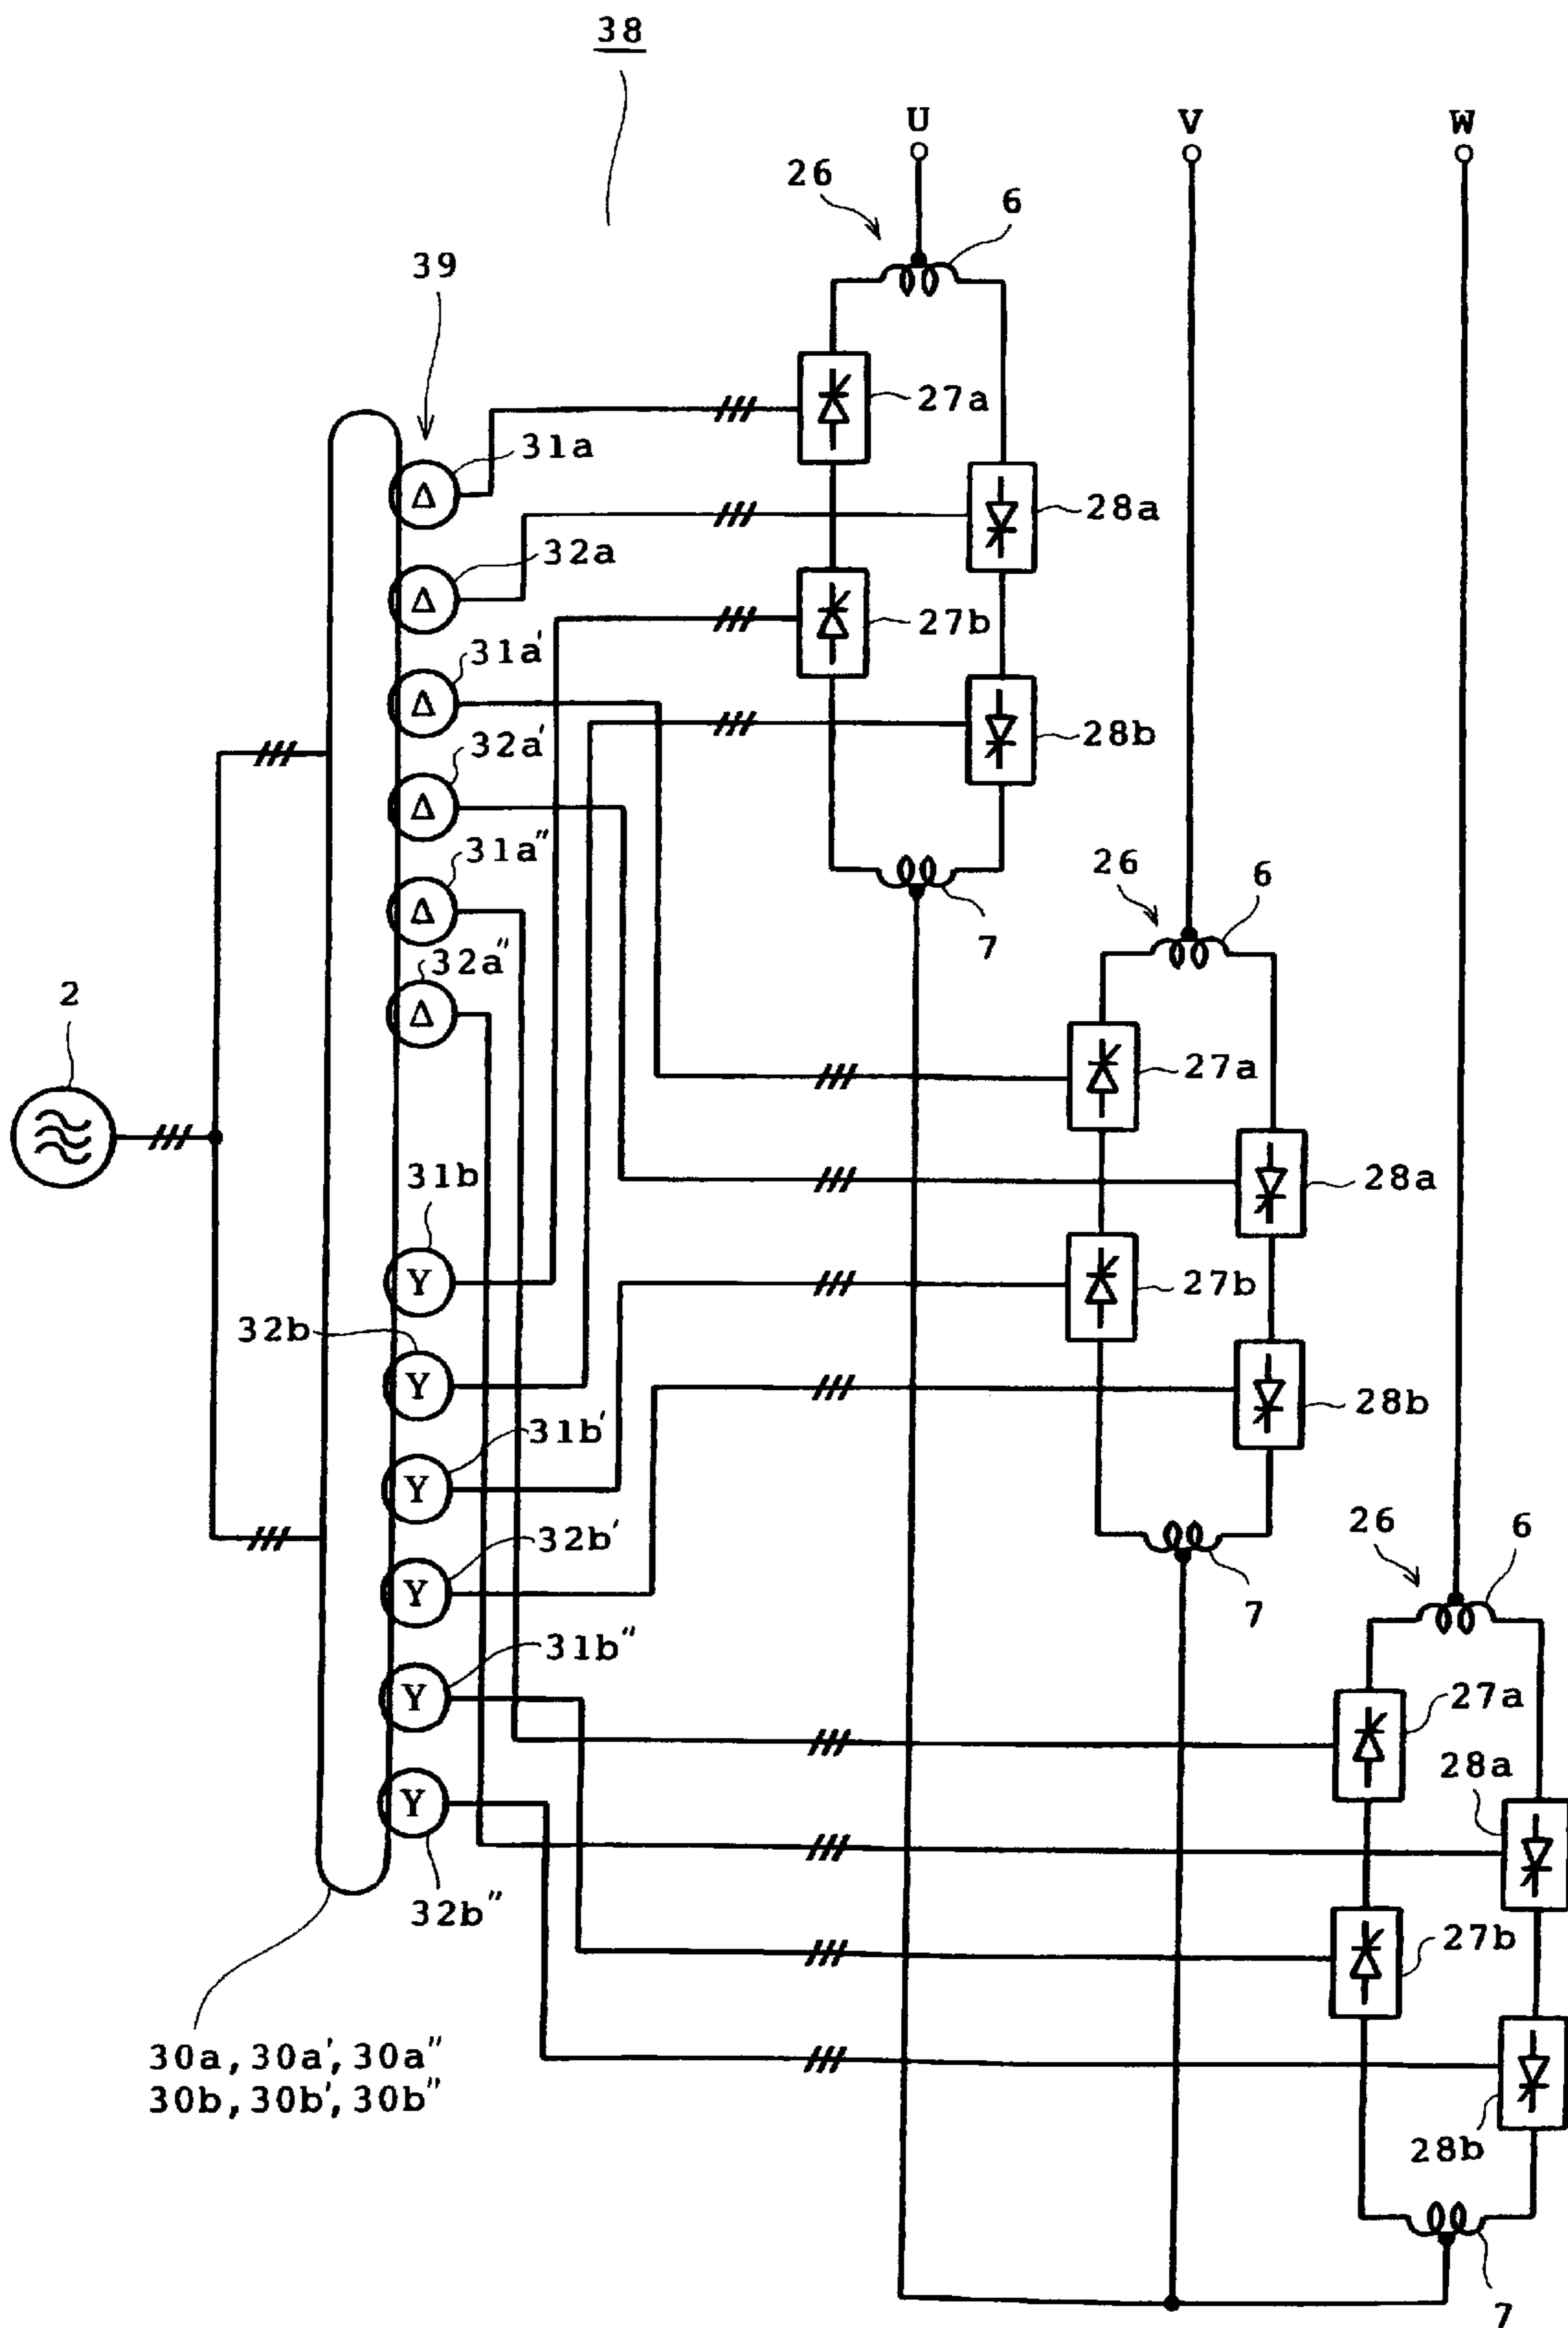 38
U
V
W
26
6
39
27a
31a
28a
32a
27b
31a′
28b
32a′
31a″
26
6
7
32a″
2
27a
31b
28a
27b
32b
28b
31b′
26
6
32b′
7
31b″
27a
28a
32b″
27b
30a, 30a′, 30a″
30b, 30b′, 30b″
28b
7
Δ
Δ
Δ
Δ
Δ
Δ
Y
Y
Y
Y
Y
Y